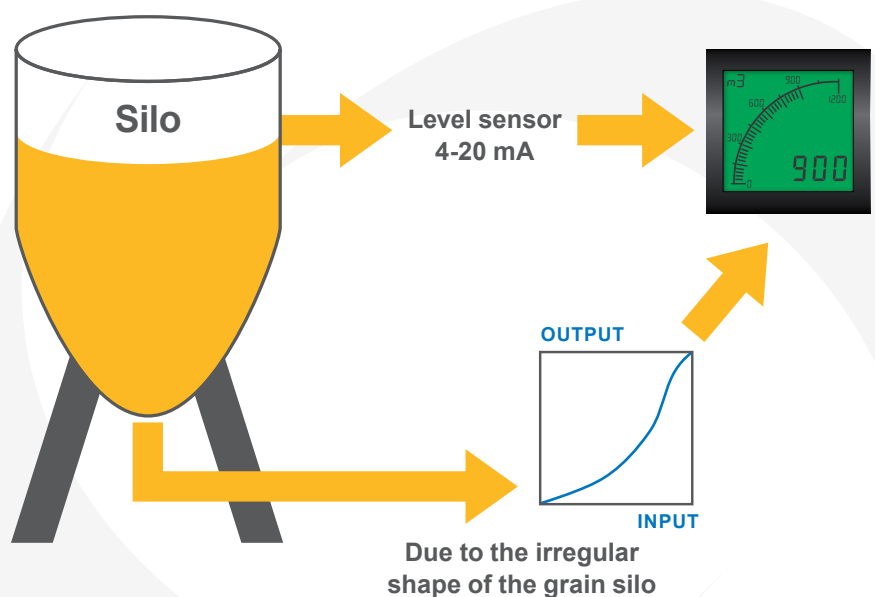 Silo
Level sensor
4-20 mA
m3
900
600
1200
300
0
900
OUTPUT
INPUT
Due to the irregular
shape of the grain silo